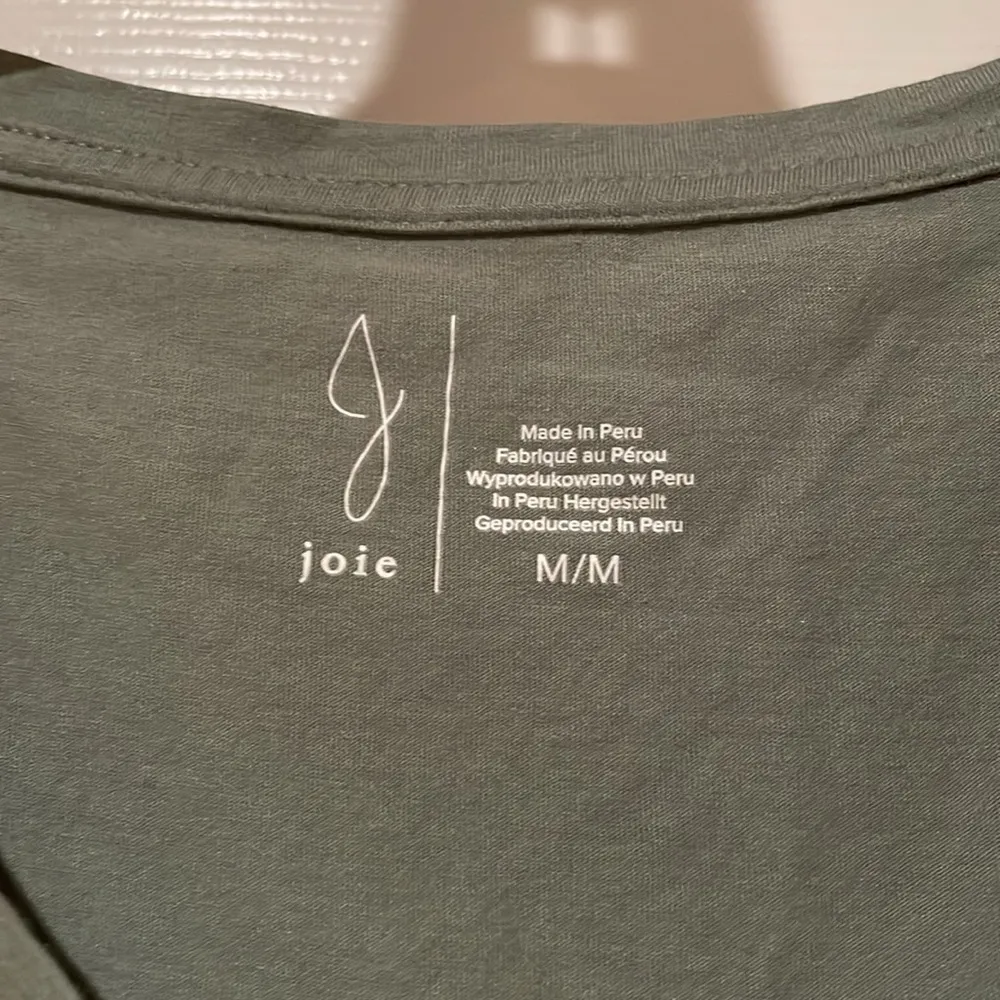 J
joie
Made In Peru
Fabriqué au Pérou
Wyprodukowano w Peru
In Peru Hergestellt
Geproduceerd In Peru
M/M